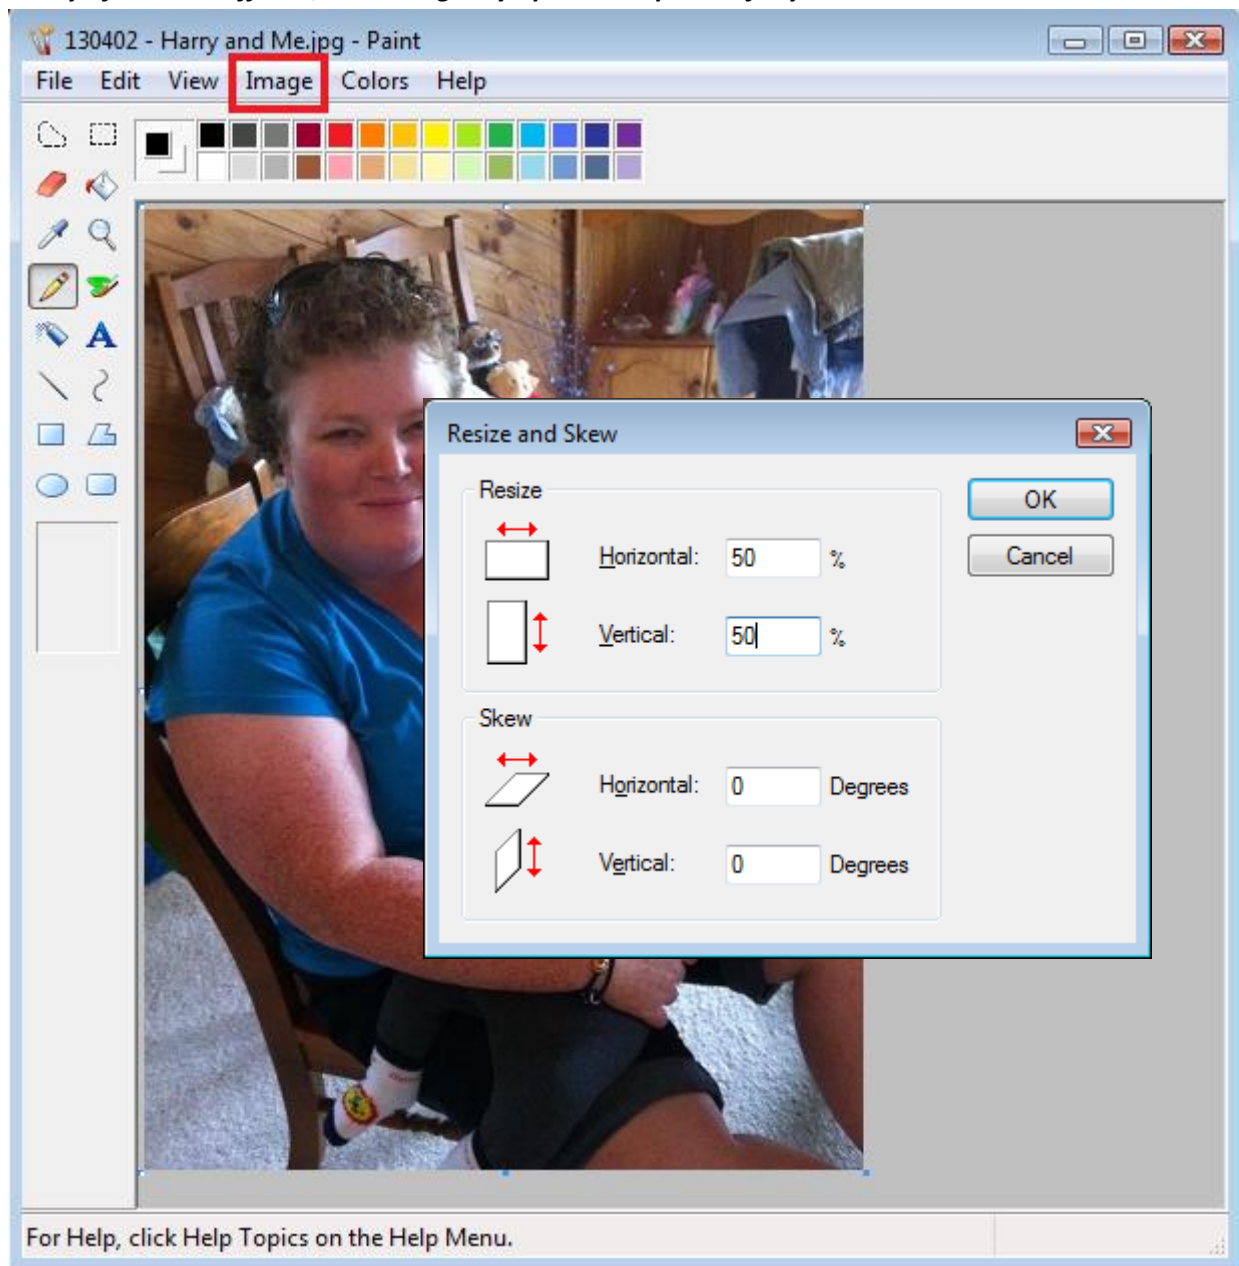 130402 - Harry and Me.jpg - Paint
File Edit View Image Colors Help
A
Resize and Skew
Resize
OK
Horizontal: 50 %
Cancel
Vertical: 50 %
Skew
Horizontal: 0 Degrees
Vertical: 0 Degrees
For Help, click Help Topics on the Help Menu.